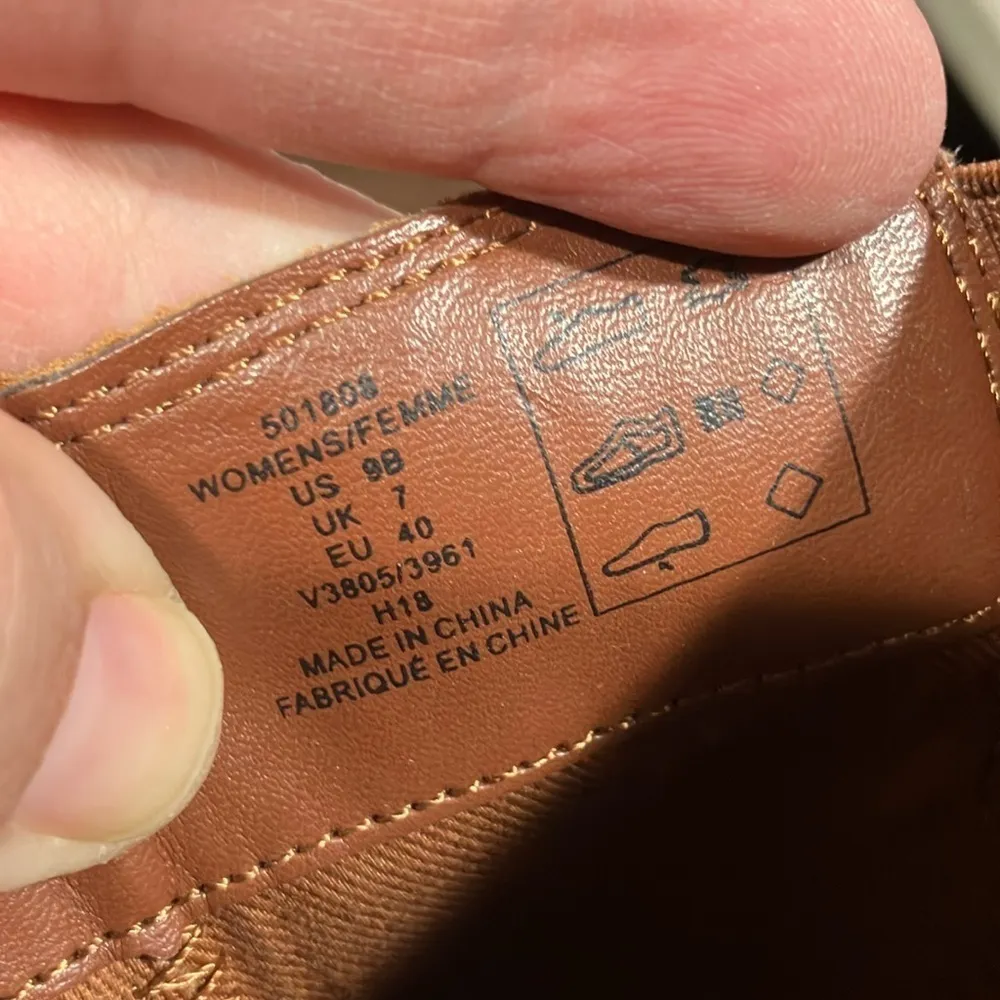 501808
WOMENS/FEMME
US 9B
UK 7
EU 40
V3805/3961
H18
MADE IN CHINA
FABRIQUÉ EN CHINE